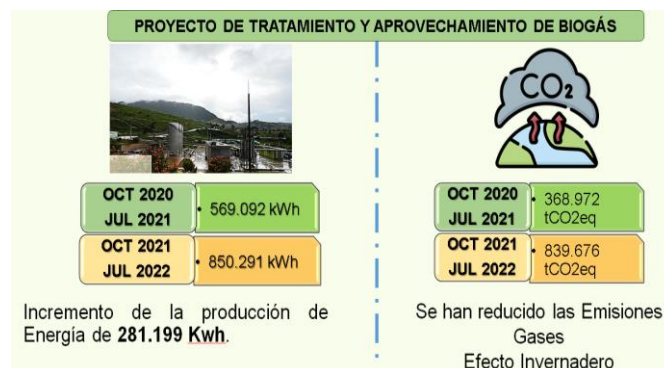 PROYECTO DE TRATAMIENTO Y APROVECHAMIENTO DE BIOGÁS
OCT 2020
JUL 2021
• 569.092 kWh
OCT 2021
JUL 2022
• 850.291 kWh
Incremento de la producción de
Energía de 281.199 Kwh.
CO2
OCT 2020
JUL 2021
• 368.972
tCO2eq
OCT 2021
JUL 2022
• 839.676
tCO2eq
Se han reducido las Emisiones
Gases
Efecto Invernadero